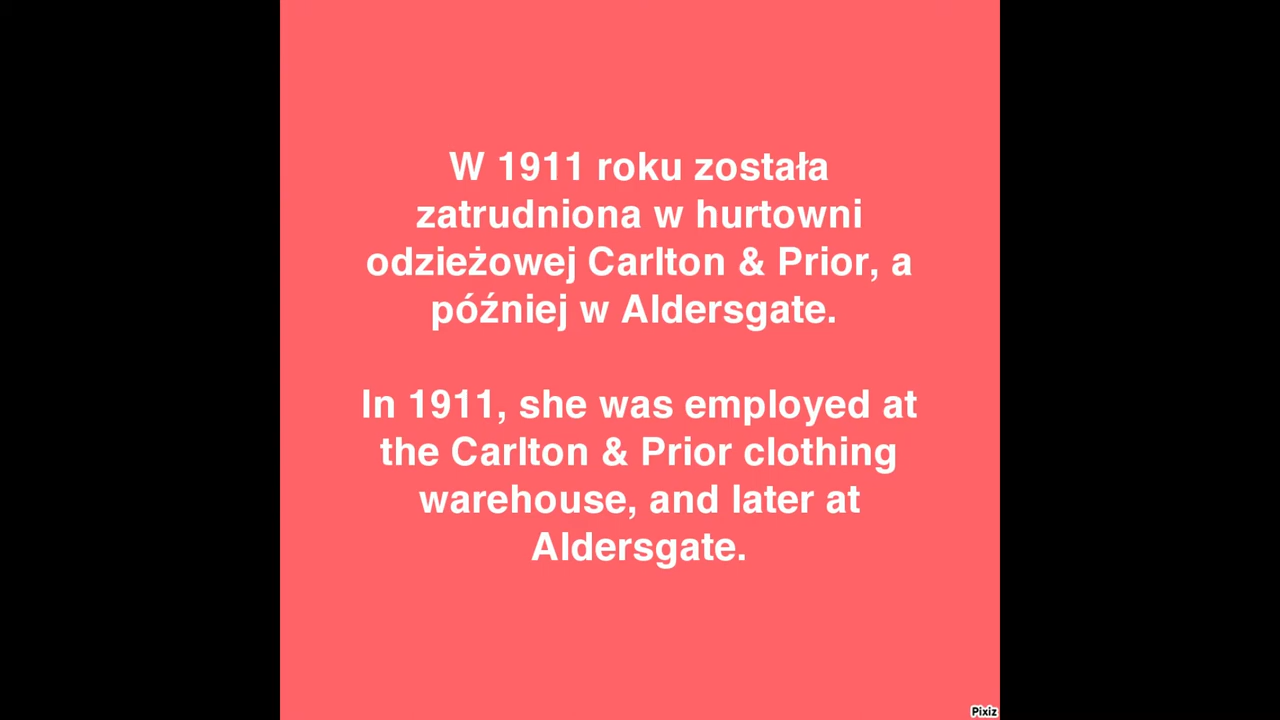 W 1911 roku została
zatrudniona w hurtowni
odzieżowej Carlton & Prior, a
później w Aldersgate.
In 1911, she was employed at
the Carlton & Prior clothing
warehouse, and later at
Aldersgate.
Pixiz